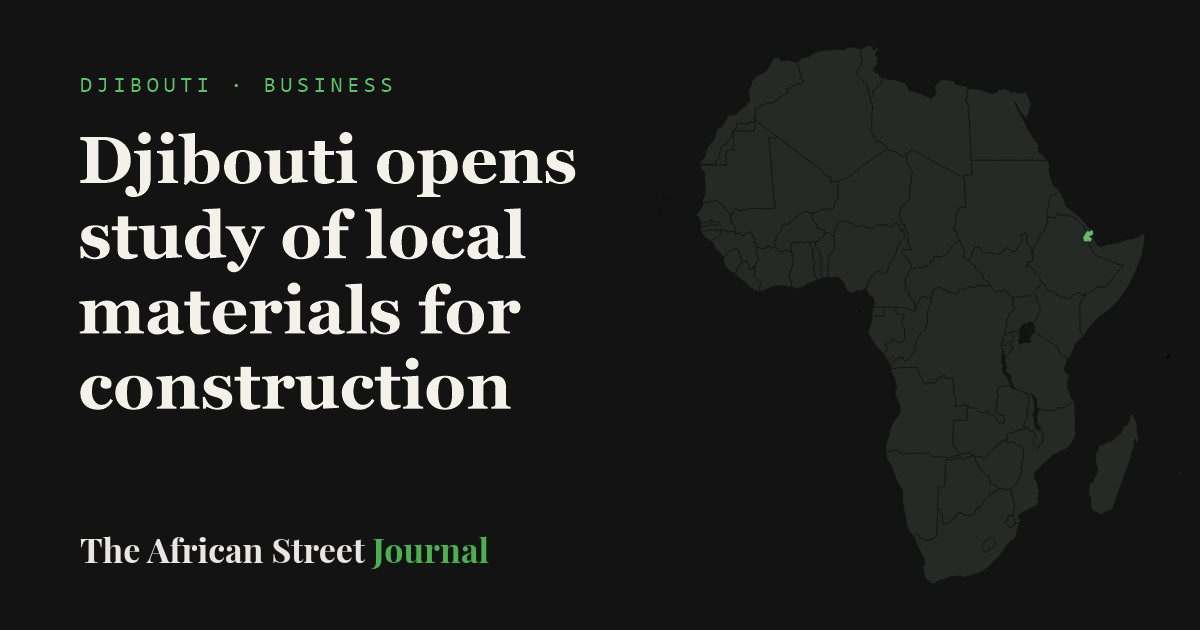 DJIBOUTI · BUSINESS
Djibouti opens
study of local
materials for
construction
The African Street Journal